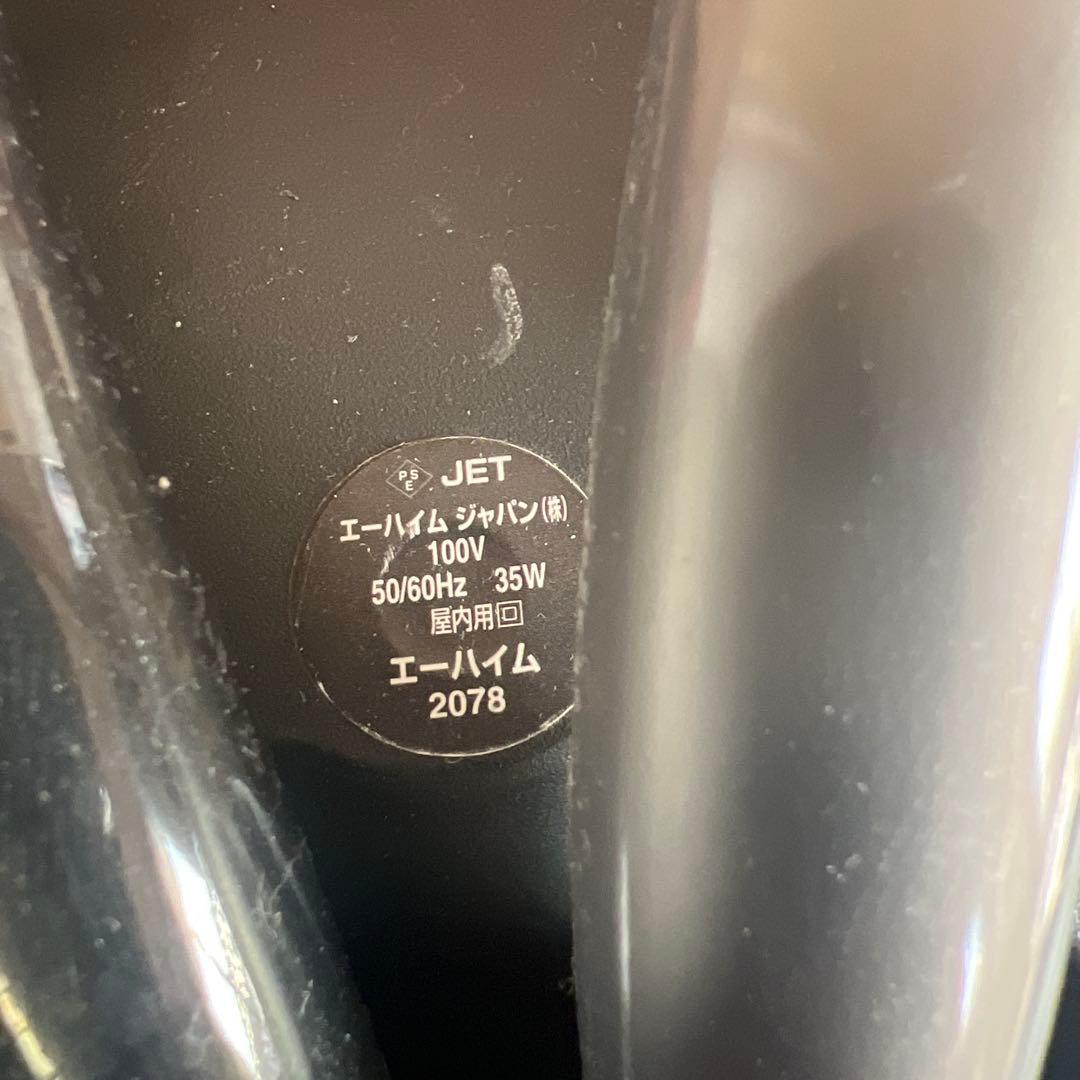 PSE JET
エーハイム ジャパン(株)
100V
50/60Hz 35W
屋内用
エーハイム
2078